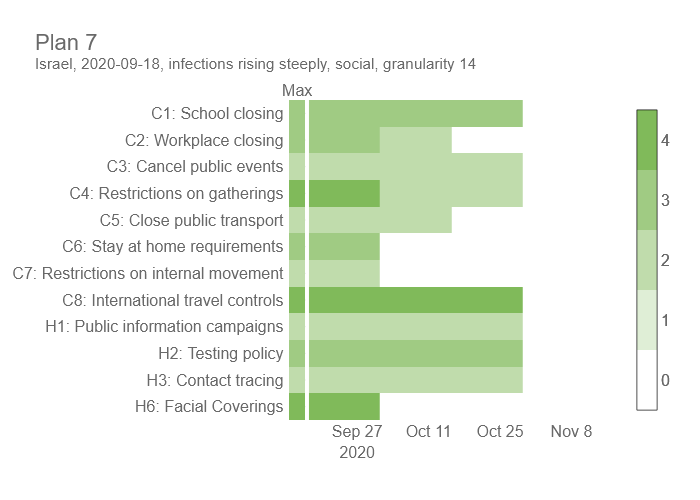 Plan 7
Israel, 2020-09-18, infections rising steeply, social, granularity 14
Max
C1: School closing
C2: Workplace closing
C3: Cancel public events
C4: Restrictions on gatherings
C5: Close public transport
C6: Stay at home requirements
C7: Restrictions on internal movement
C8: International travel controls
H1: Public information campaigns
H2: Testing policy
H3: Contact tracing
H6: Facial Coverings
Sep 27 Oct 11 Oct 25 Nov 8
2020
4
3
2
1
0